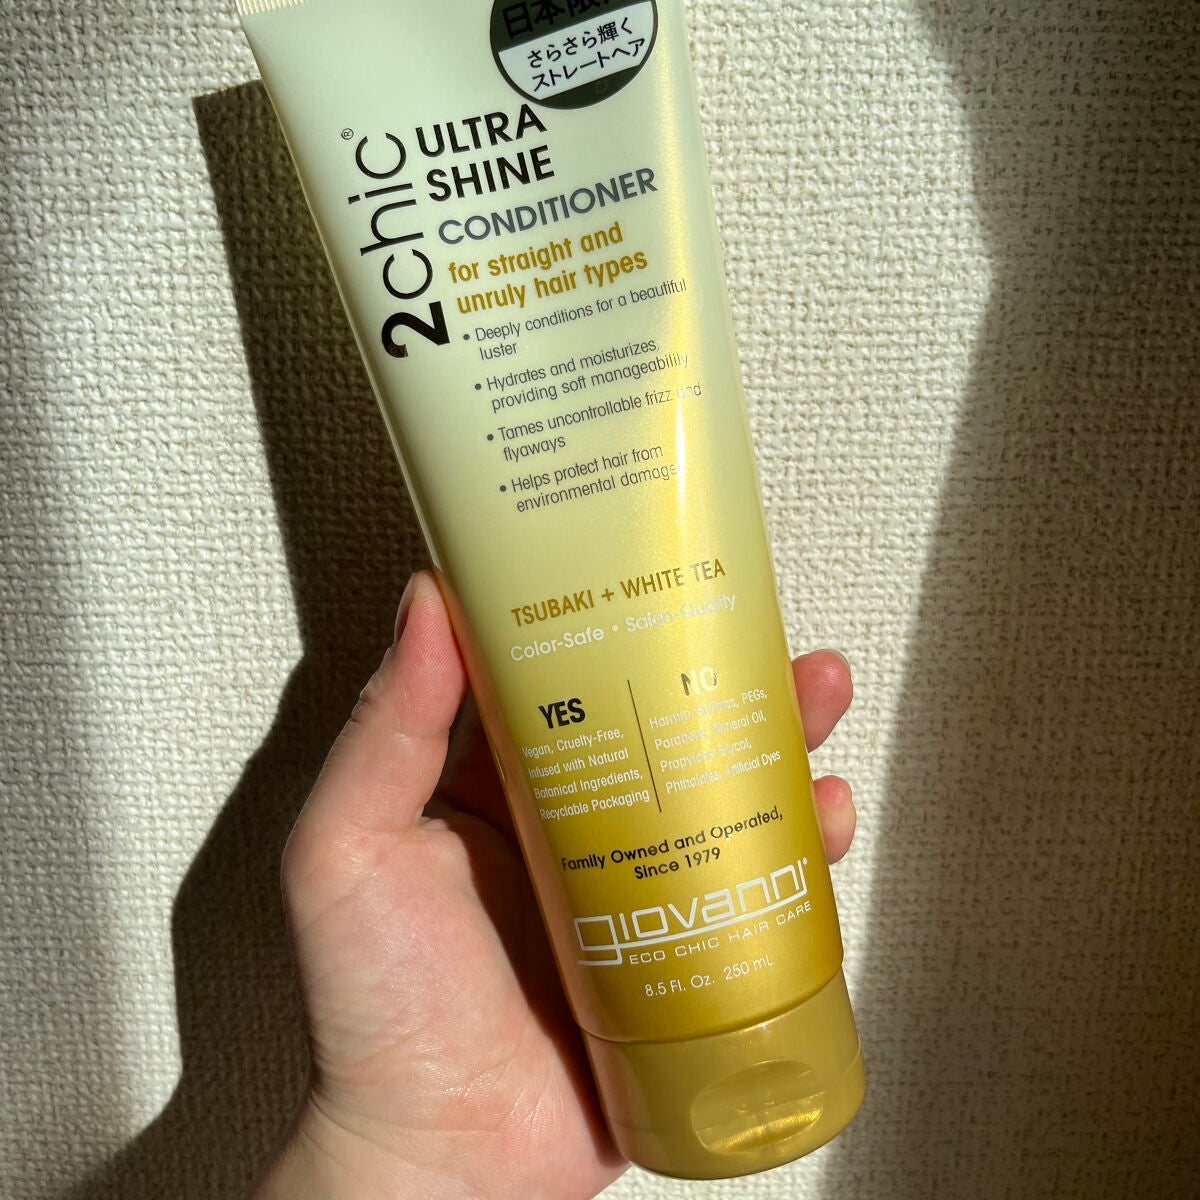 日本限
さらさら輝く
ストレートヘア
2chic®
ULTRA
SHINE
CONDITIONER
for straight and
unruly hair types
• Deeply conditions for a beautiful
luster
• Hydrates and moisturizes,
providing soft manageability
• Tames uncontrollable frizz and
flyaways
• Helps protect hair from
environmental damage
TSUBAKI + WHITE TEA
Color-Safe • Salon-Quality
YES
Vegan, Cruelty-Free,
Infused with Natural
Botanical Ingredients,
Recyclable Packaging
NO
Harmful Sulfates, PEGs,
Parabens, Mineral Oil,
Propylene Glycol,
Phthalates, Artificial Dyes
Family Owned and Operated,
Since 1979
giovanni®
ECO CHIC HAIR CARE
8.5 Fl. Oz. 250 mL